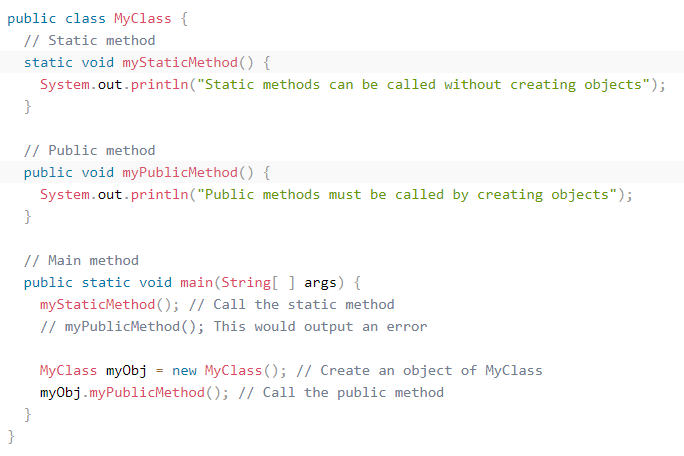 public class MyClass {
  // Static method
  static void myStaticMethod() {
    System.out.println("Static methods can be called without creating objects");
  }

  // Public method
  public void myPublicMethod() {
    System.out.println("Public methods must be called by creating objects");
  }

  // Main method
  public static void main(String[ ] args) {
    myStaticMethod(); // Call the static method
    // myPublicMethod(); This would output an error

    MyClass myObj = new MyClass(); // Create an object of MyClass
    myObj.myPublicMethod(); // Call the public method
  }
}